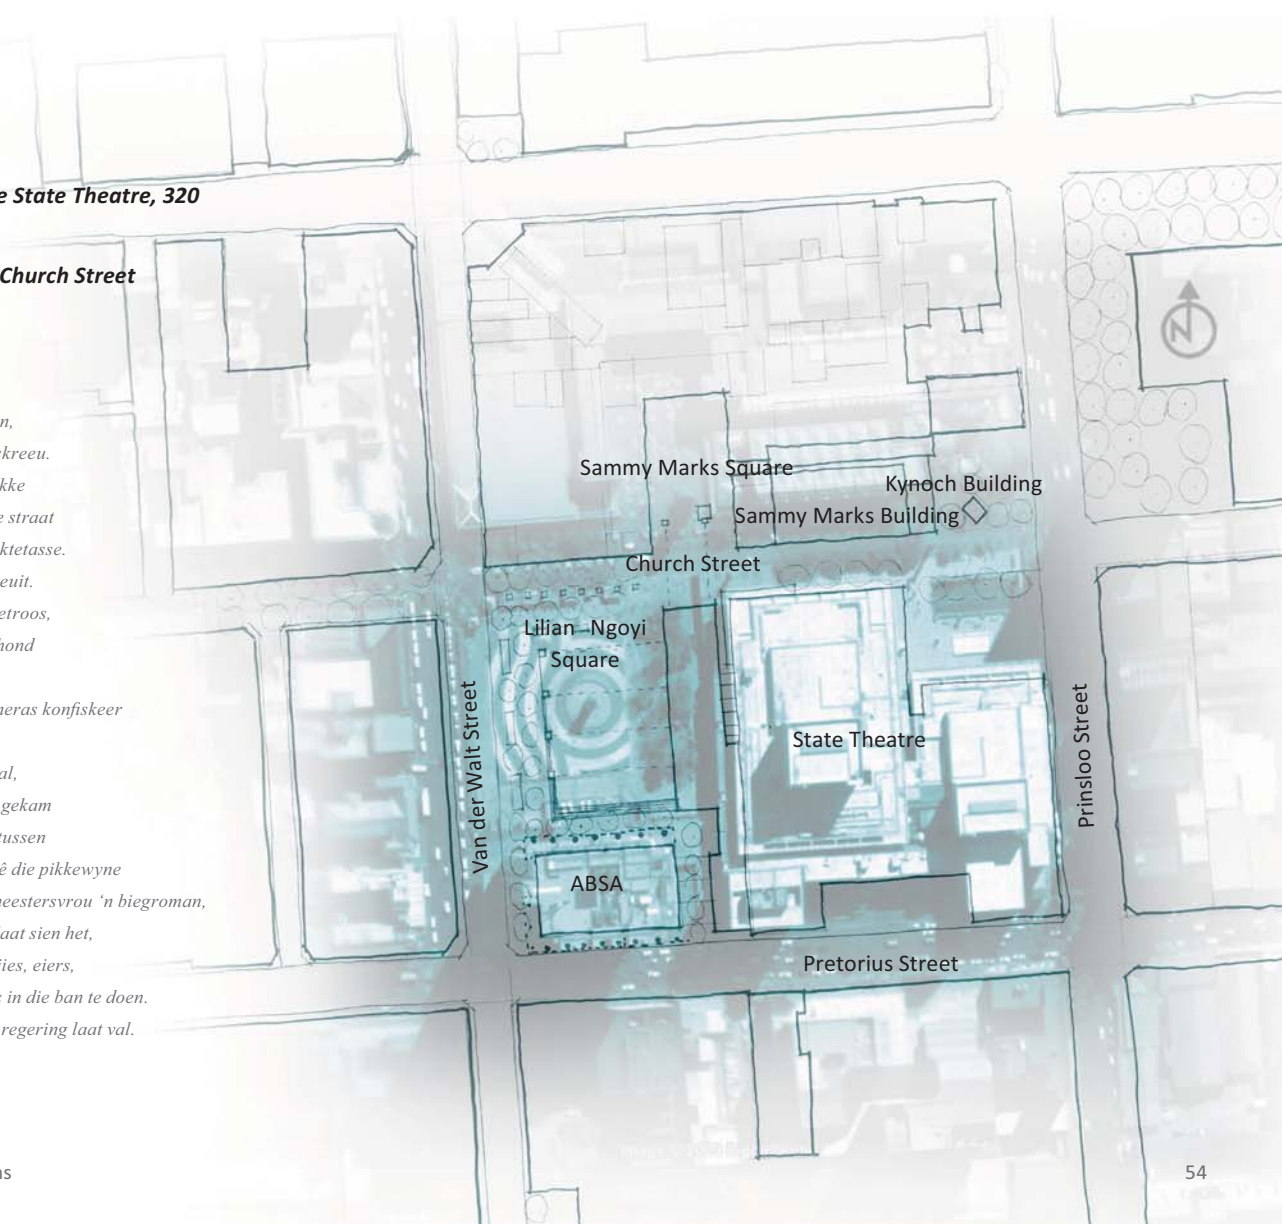 e State Theatre, 320
Church Street
n,
kreeu.
kke
e straat
ktetasse.
euit.
etroos,
hond
neras konfiskeer
al,
gekam
tussen
ê die pikkewyne
neestersvrou ‘n biegroman,
laat sien het,
ies, eiers,
s in die ban te doen.
regering laat val.
Sammy Marks Square
Kynoch Building
Sammy Marks Building
Church Street
Lilian Ngoyi
Square
Van der Walt Street
State Theatre
Prinsloo Street
ABSA
Pretorius Street
N
ns
54